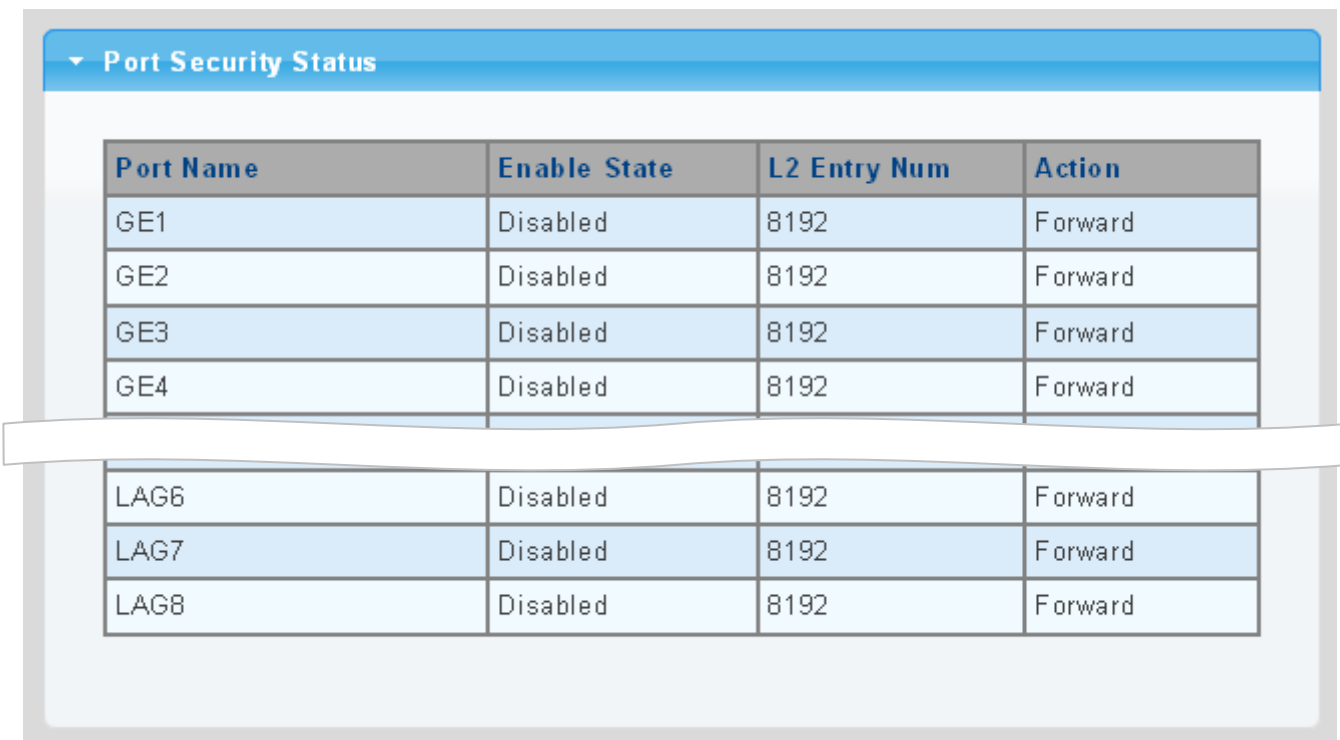 Port Security Status
Port Name Enable State L2 Entry Num Action
GE1 Disabled 8192 Forward
GE2 Disabled 8192 Forward
GE3 Disabled 8192 Forward
GE4 Disabled 8192 Forward
LAG6 Disabled 8192 Forward
LAG7 Disabled 8192 Forward
LAG8 Disabled 8192 Forward